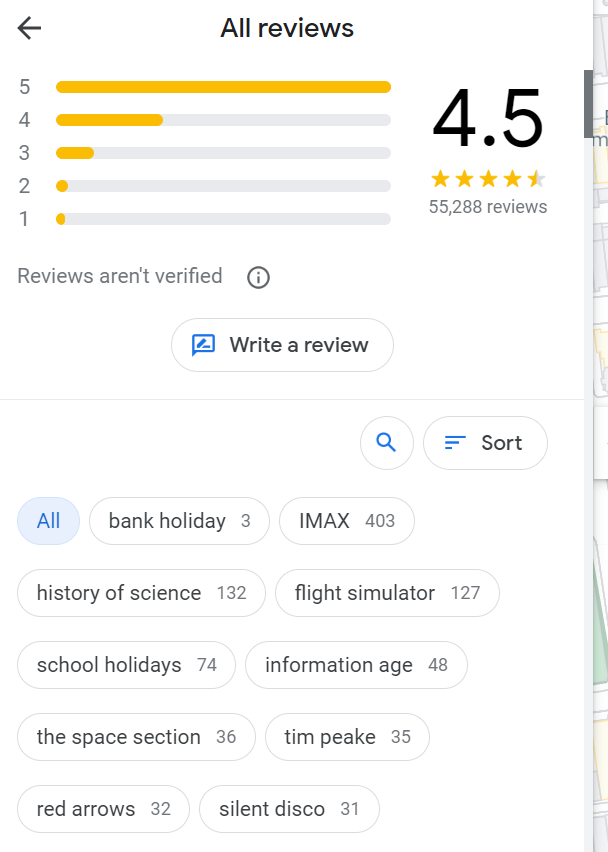 All reviews
5
4
3
2
1
4.5
55,288 reviews
Reviews aren't verified
Write a review
Sort
All
bank holiday 3
IMAX 403
history of science 132
flight simulator 127
school holidays 74
information age 48
the space section 36
tim peake 35
red arrows 32
silent disco 31